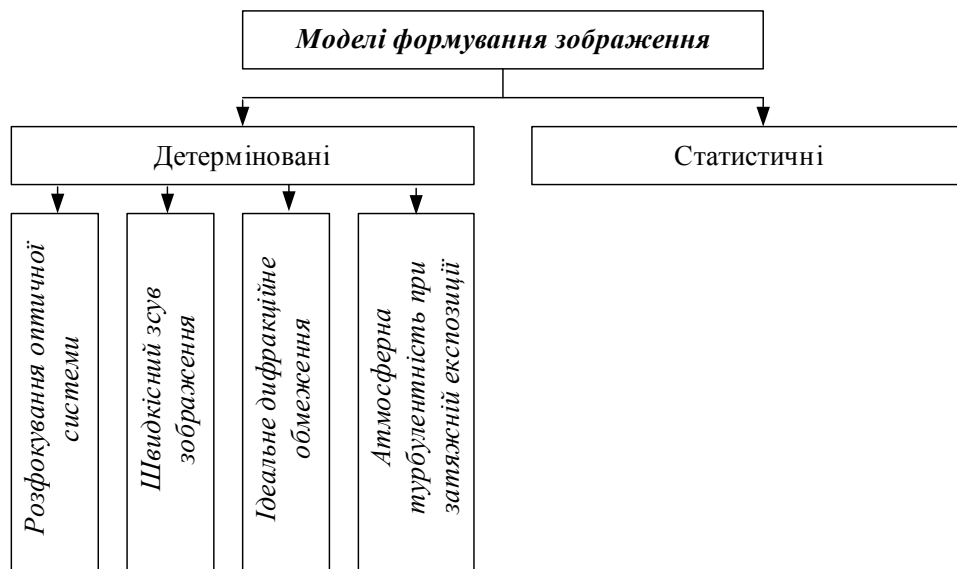 Моделі формування зображення
Детерміновані
Статистичні
Розфокування оптичної
системи
Швидкісний зсув
зображення
Ідеальне дифракційне
обмеження
Атмосферна
турбулентність при
затяжній експозиції